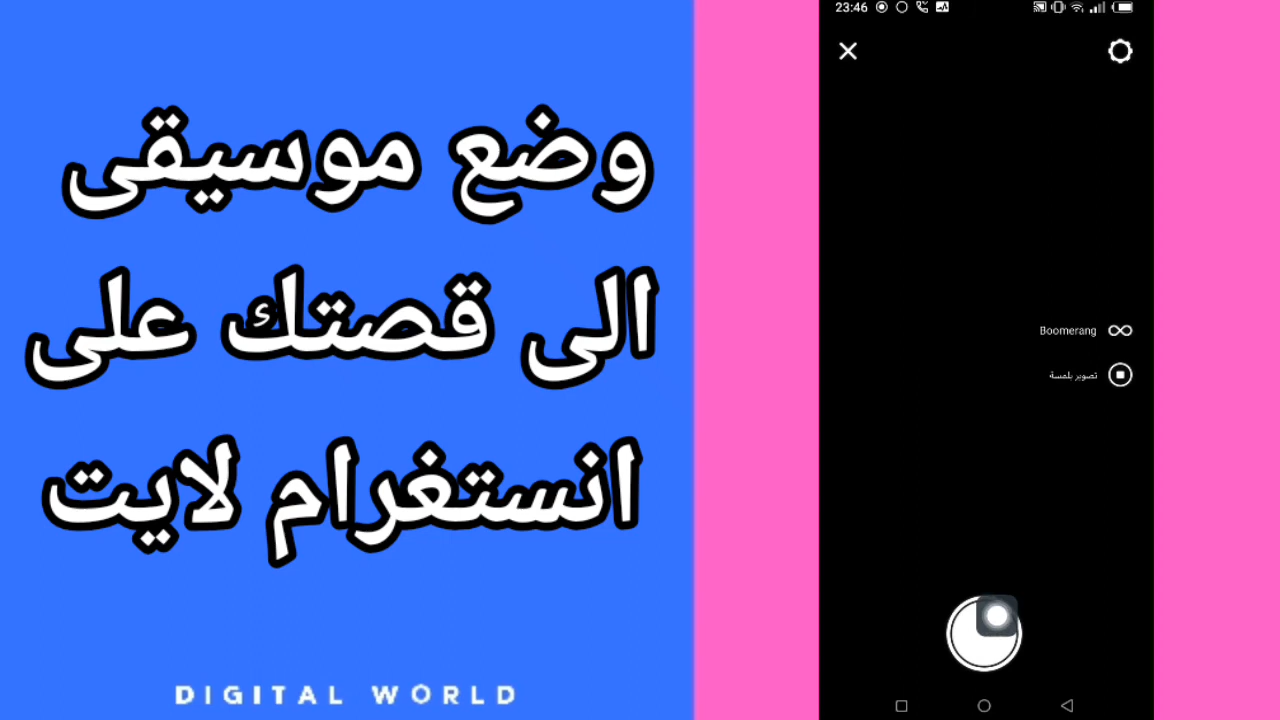 وضع موسيقى
الى قصتك على
انستغرام لايت
DIGITAL WORLD
23:46
Boomerang
تصوير بلمسة